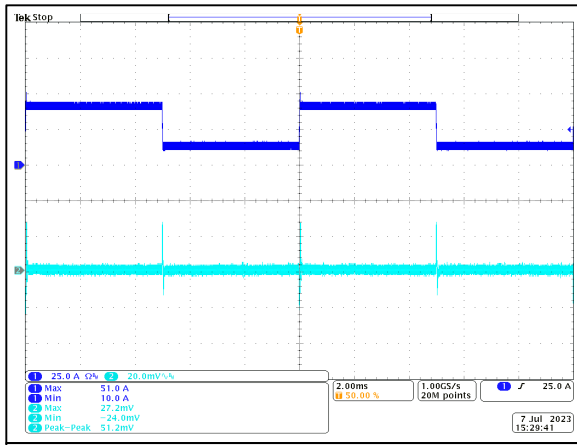 Tek Stop
T
T
1
2
1 25.0 A Ω 2 20.0mV
1 Max 51.0 A
1 Min 10.0 A
2 Max 27.2mV
2 Min -24.0mV
2 Peak-Peak 51.2mV
2.00ms
T 50.00 %
1.00GS/s
20M points
1 25.0 A
7 Jul 2023
15:29:41